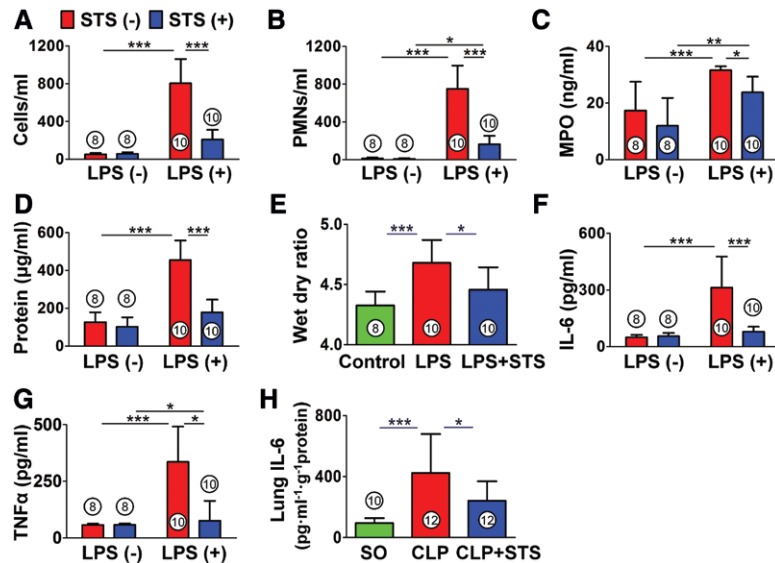 A STS (-) STS (+)
Cells/ml
1200
800
400
0
8 8 10 10
*** ***
LPS (-) LPS (+)
B
PMNs/ml
1200
800
400
0
8 8 10 10
*
*** ***
LPS (-) LPS (+)
C
MPO (ng/ml)
40
20
0
8 8 10 10
**
*** *
LPS (-) LPS (+)
D
Protein (µg/ml)
600
400
200
0
8 8 10 10
*** ***
LPS (-) LPS (+)
E
Wet dry ratio
5.0
4.5
4.0
8 10 10
*** *
Control LPS LPS+STS
F
IL-6 (pg/ml)
600
300
0
8 8 10 10
*** ***
LPS (-) LPS (+)
G
TNFα (pg/ml)
500
250
0
8 8 10 10
*
*** *
LPS (-) LPS (+)
H
Lung IL-6
(pg·ml⁻¹·g⁻¹protein)
800
400
0
10 12 12
*** *
SO CLP CLP+STS